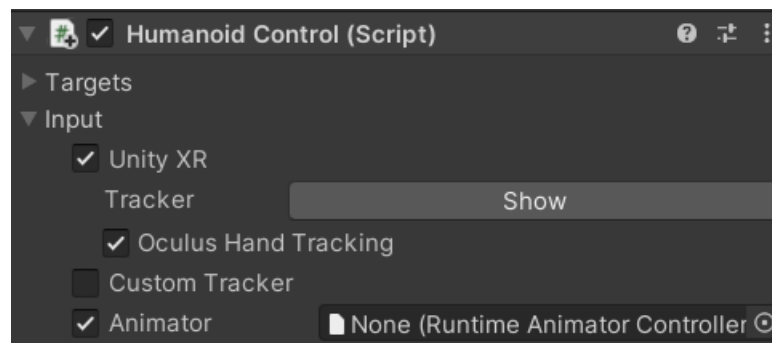 Humanoid Control (Script)
Targets
Input
Unity XR
Tracker Show
Oculus Hand Tracking
Custom Tracker
Animator None (Runtime Animator Controller